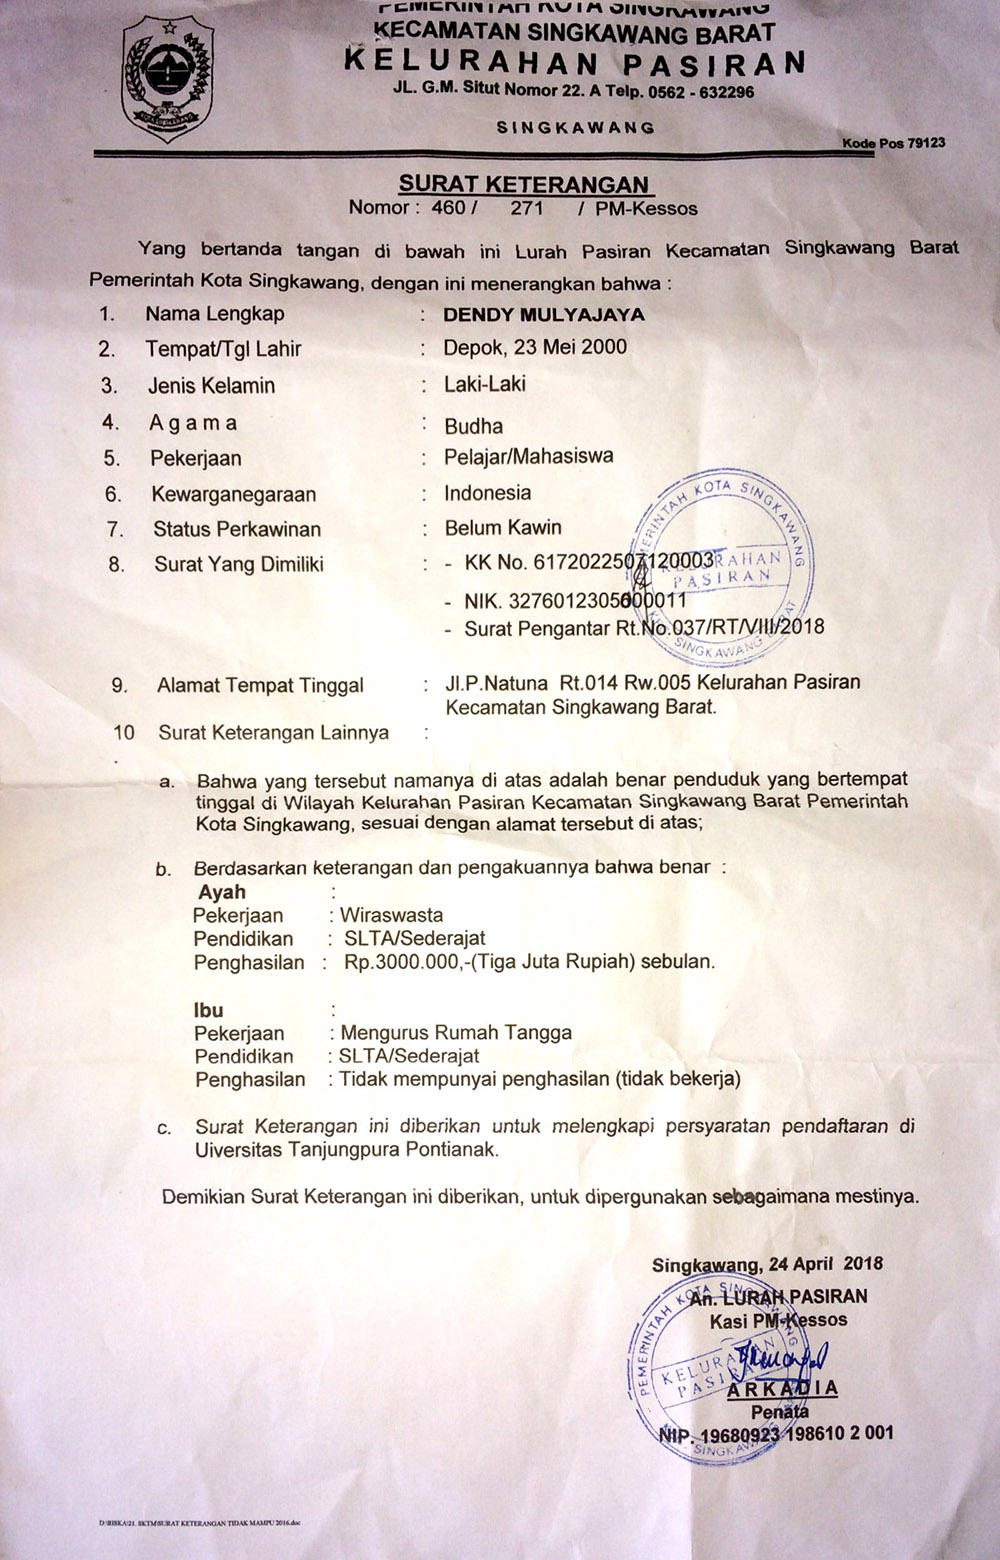 PEMERINTAH KOTA SINGKAWANG
KECAMATAN SINGKAWANG BARAT
KELURAHAN PASIRAN
JL. G.M. Situt Nomor 22. A Telp. 0562 - 632296
SINGKAWANG
Kode Pos 79123
SURAT KETERANGAN
Nomor : 460 / 271 / PM-Kessos
Yang bertanda tangan di bawah ini Lurah Pasiran Kecamatan Singkawang Barat
Pemerintah Kota Singkawang, dengan ini menerangkan bahwa :
1. Nama Lengkap : DENDY MULYAJAYA
2. Tempat/Tgl Lahir : Depok, 23 Mei 2000
3. Jenis Kelamin : Laki-Laki
4. A g a m a : Budha
5. Pekerjaan : Pelajar/Mahasiswa
6. Kewarganegaraan : Indonesia
7. Status Perkawinan : Belum Kawin
8. Surat Yang Dimiliki : - KK No. 6172022507120003
- NIK. 3276012305000011
- Surat Pengantar Rt.No.037/RT/VIII/2018
PEMERINTAH KOTA SINGKAWANG
KELURAHAN
PASIRAN
KEC. SINGKAWANG BARAT
9. Alamat Tempat Tinggal : Jl.P.Natuna Rt.014 Rw.005 Kelurahan Pasiran
Kecamatan Singkawang Barat.
10 Surat Keterangan Lainnya :
.
a. Bahwa yang tersebut namanya di atas adalah benar penduduk yang bertempat
tinggal di Wilayah Kelurahan Pasiran Kecamatan Singkawang Barat Pemerintah
Kota Singkawang, sesuai dengan alamat tersebut di atas;
b. Berdasarkan keterangan dan pengakuannya bahwa benar :
Ayah :
Pekerjaan : Wiraswasta
Pendidikan : SLTA/Sederajat
Penghasilan : Rp.3000.000,-(Tiga Juta Rupiah) sebulan.
Ibu :
Pekerjaan : Mengurus Rumah Tangga
Pendidikan : SLTA/Sederajat
Penghasilan : Tidak mempunyai penghasilan (tidak bekerja)
c. Surat Keterangan ini diberikan untuk melengkapi persyaratan pendaftaran di
Uiversitas Tanjungpura Pontianak.
Demikian Surat Keterangan ini diberikan, untuk dipergunakan sebagaimana mestinya.
Singkawang, 24 April 2018
An. LURAH PASIRAN
Kasi PM-Kessos
PEMERINTAH KOTA SINGKAWANG
KELURAHAN
PASIRAN
SINGKAWANG
ARKADIA
Penata
NIP. 19680923 198610 2 001
D:\RISKA\21. SKTM\SURAT KETERANGAN TIDAK MAMPU 2016.doc